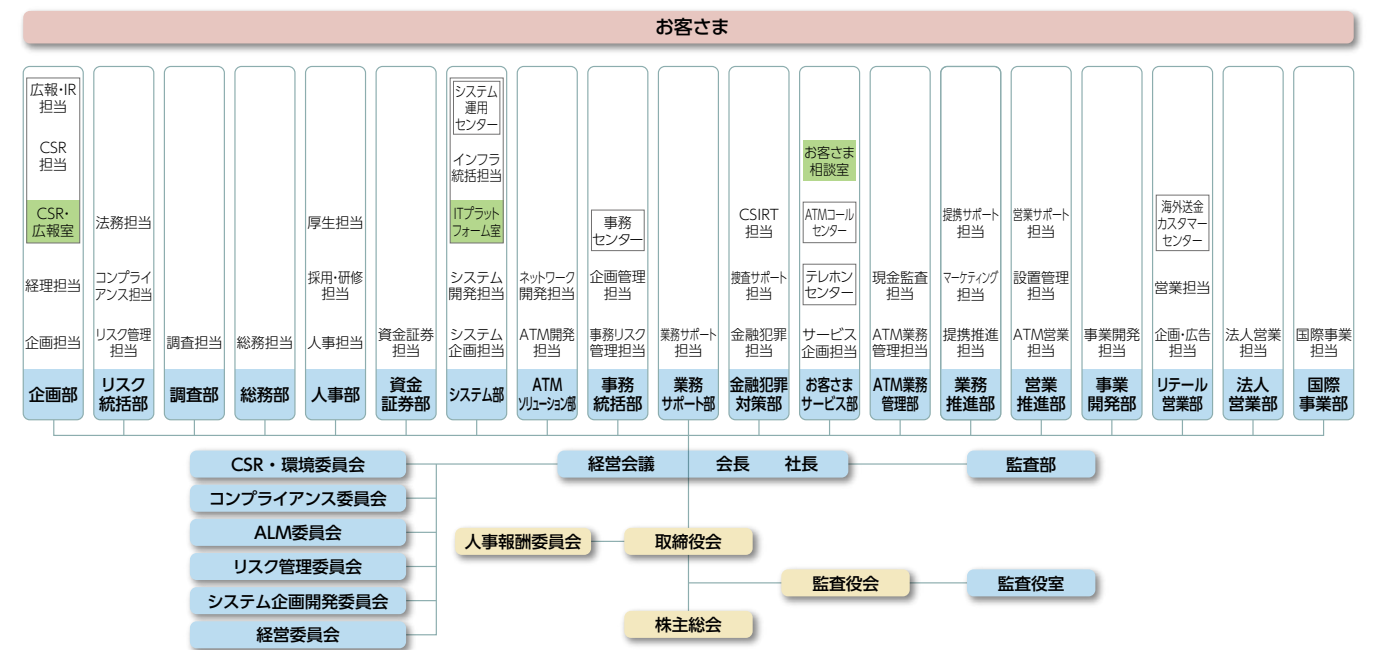 お客さま
広報・IR
担当
CSR
担当
CSR・
広報室
経理担当
企画担当
企画部
法務担当
コンプライ
アンス担当
リスク管理
担当
リスク
統括部
調査担当
調査部
総務担当
総務部
厚生担当
採用・研修
担当
人事担当
人事部
資金証券
担当
資金
証券部
システム
運用
センター
インフラ
統括担当
ITプラット
フォーム室
システム
開発担当
システム
企画担当
システム部
ネットワーク
開発担当
ATM開発
担当
ATM
ソリューション部
事務
センター
企画管理
担当
事務リスク
管理担当
事務
統括部
業務サポート
担当
業務
サポート部
CSIRT
担当
捜査サポート
担当
金融犯罪
担当
金融犯罪
対策部
お客さま
相談室
ATMコール
センター
テレホン
センター
サービス
企画担当
お客さま
サービス部
現金監査
担当
ATM業務
管理担当
ATM業務
管理部
提携サポート
担当
マーケティング
担当
提携推進
担当
業務
推進部
営業サポート
担当
設置管理
担当
ATM営業
担当
営業
推進部
事業開発
担当
事業
開発部
海外送金
カスタマー
センター
営業担当
企画・広告
担当
リテール
営業部
法人営業
担当
法人
営業部
国際事業
担当
国際
事業部
CSR・環境委員会
経営会議 会長 社長
監査部
コンプライアンス委員会
ALM委員会
人事報酬委員会
取締役会
リスク管理委員会
監査役会
監査役室
システム企画開発委員会
株主総会
経営委員会